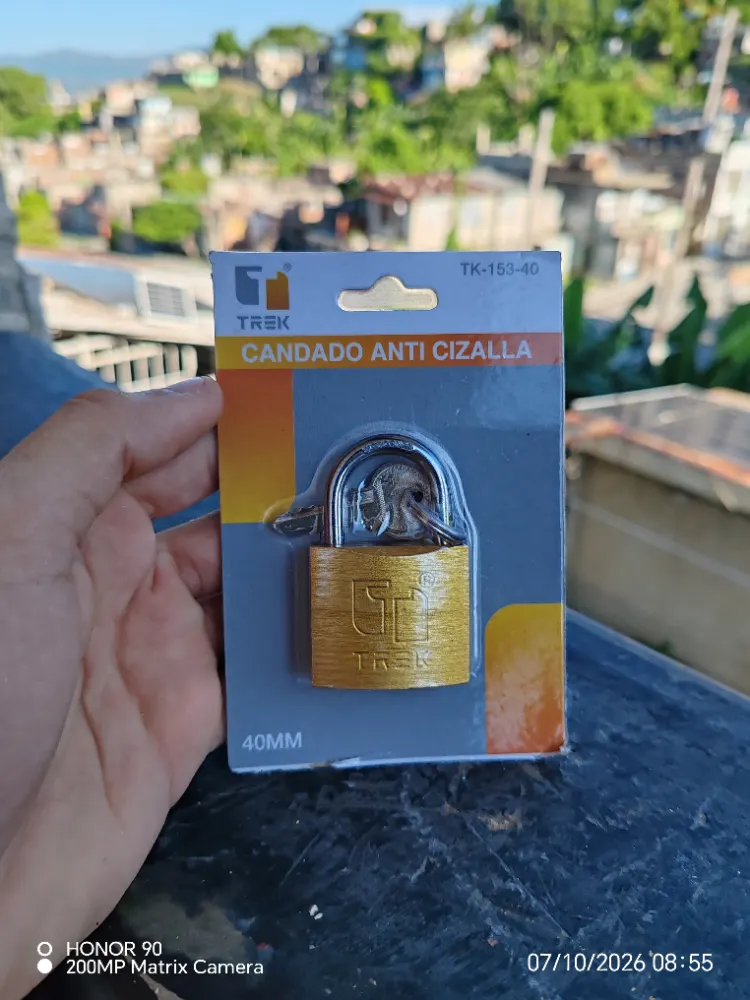 TK-153-40
®
TREK
CANDADO ANTI CIZALLA
®
TREK
40MM
HONOR 90
200MP Matrix Camera
07/10/2026 08:55